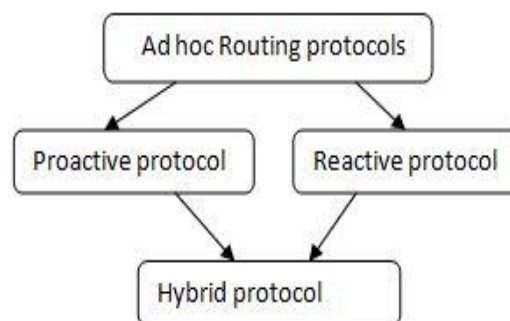 Ad hoc Routing protocols
Proactive protocol
Reactive protocol
Hybrid protocol